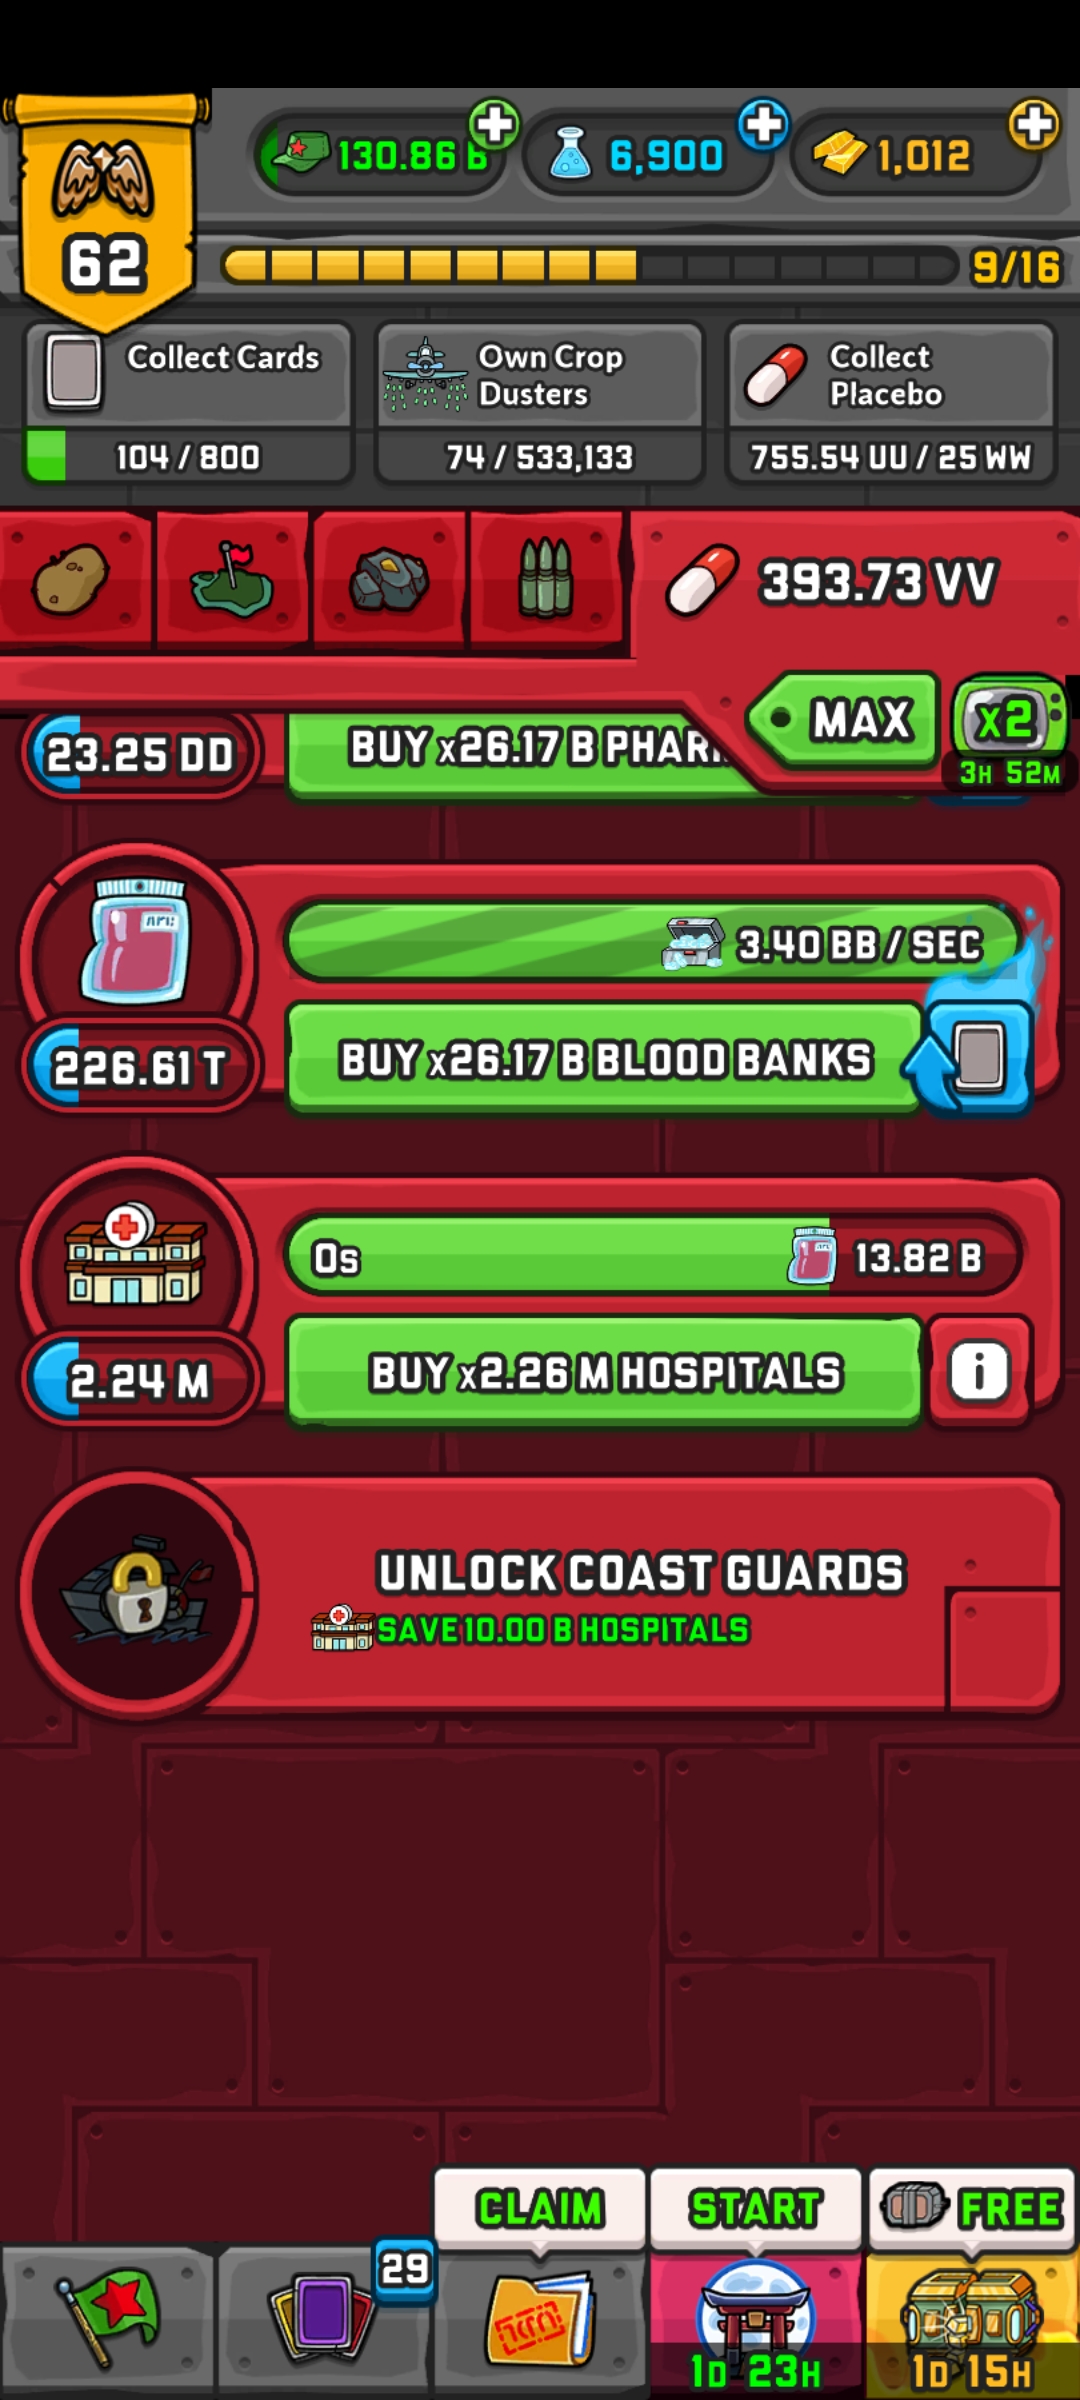 130.86 B
6,900
1,012
62
9/16
Collect Cards
104 / 800
Own Crop
Dusters
74 / 533,133
Collect
Placebo
755.54 UU / 25 WW
393.73 VV
MAX
x2
3H 52M
23.25 DD
BUY x26.17 B
3.40 BB / SEC
226.61 T
BUY x26.17 B BLOOD BANKS
0s
13.82 B
2.24 M
BUY x2.26 M HOSPITALS
i
UNLOCK COAST GUARDS
SAVE 10.00 B HOSPITALS
CLAIM
START
FREE
29
1D 23H
1D 15H